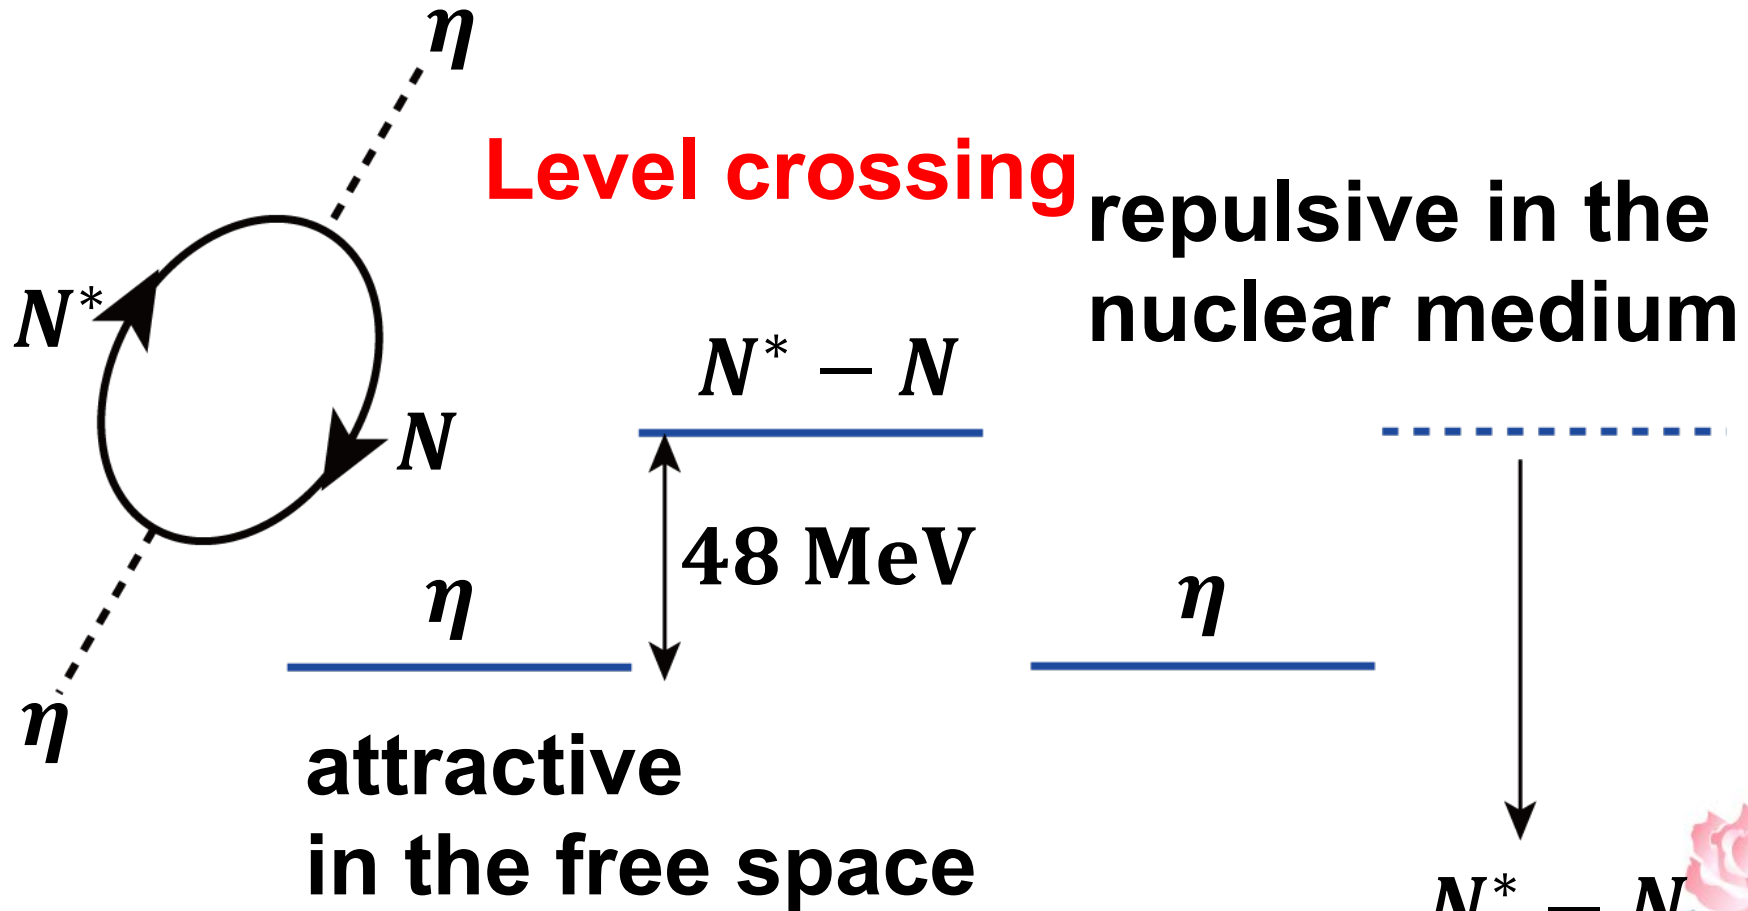 η
Level crossing
repulsive in the
nuclear medium
N*
N* − N
N
48 MeV
η
η
η
attractive
in the free space
N* − N